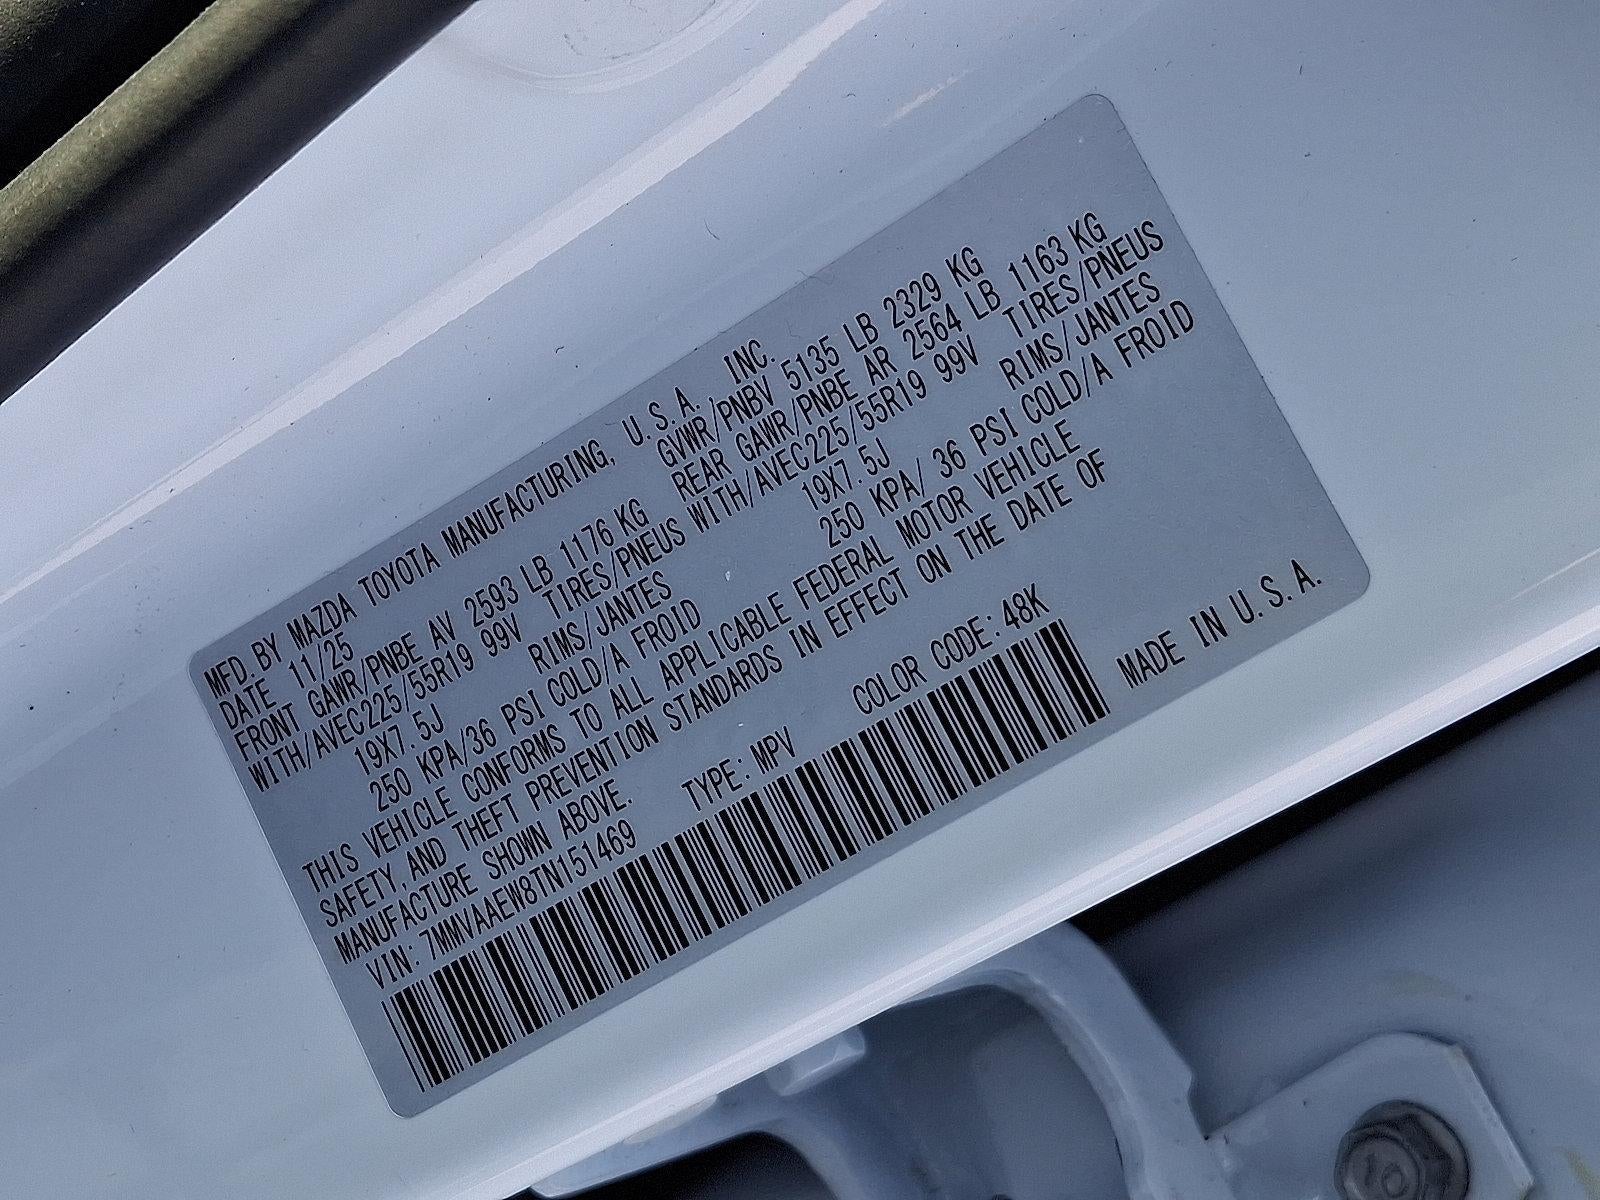 MFD. BY MAZDA TOYOTA MANUFACTURING, U.S.A., INC.
DATE 11/25 GVWR/PNBV 5135 LB 2329 KG
FRONT GAWR/PNBE AV 2593 LB 1176 KG REAR GAWR/PNBE AR 2564 LB 1163 KG
WITH/AVEC225/55R19 99V TIRES/PNEUS WITH/AVEC225/55R19 99V TIRES/PNEUS
19X7.5J RIMS/JANTES 19X7.5J RIMS/JANTES
250 KPA/36 PSI COLD/A FROID 250 KPA/ 36 PSI COLD/A FROID
THIS VEHICLE CONFORMS TO ALL APPLICABLE FEDERAL MOTOR VEHICLE
SAFETY, AND THEFT PREVENTION STANDARDS IN EFFECT ON THE DATE OF
MANUFACTURE SHOWN ABOVE.
VIN: 7MMVAAEW8TN151469 TYPE: MPV COLOR CODE: 48K
MADE IN U.S.A.
10